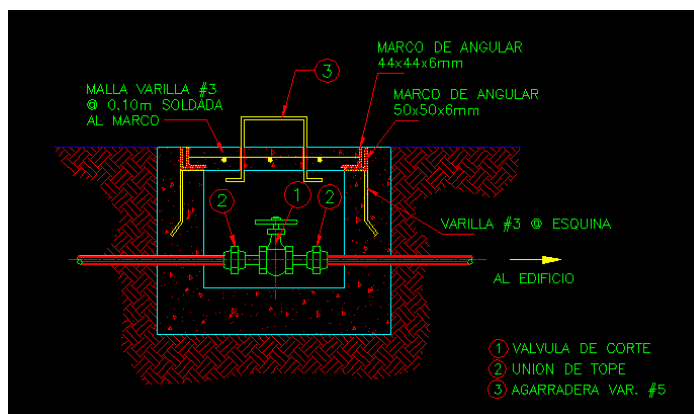 MARCO DE ANGULAR
44x44x6mm
3
MALLA VARILLA #3
@ 0.10m SOLDADA
AL MARCO
MARCO DE ANGULAR
50x50x6mm
2
1
2
VARILLA #3 @ ESQUINA
AL EDIFICIO
1 VALVULA DE CORTE
2 UNION DE TOPE
3 AGARRADERA VAR. #5